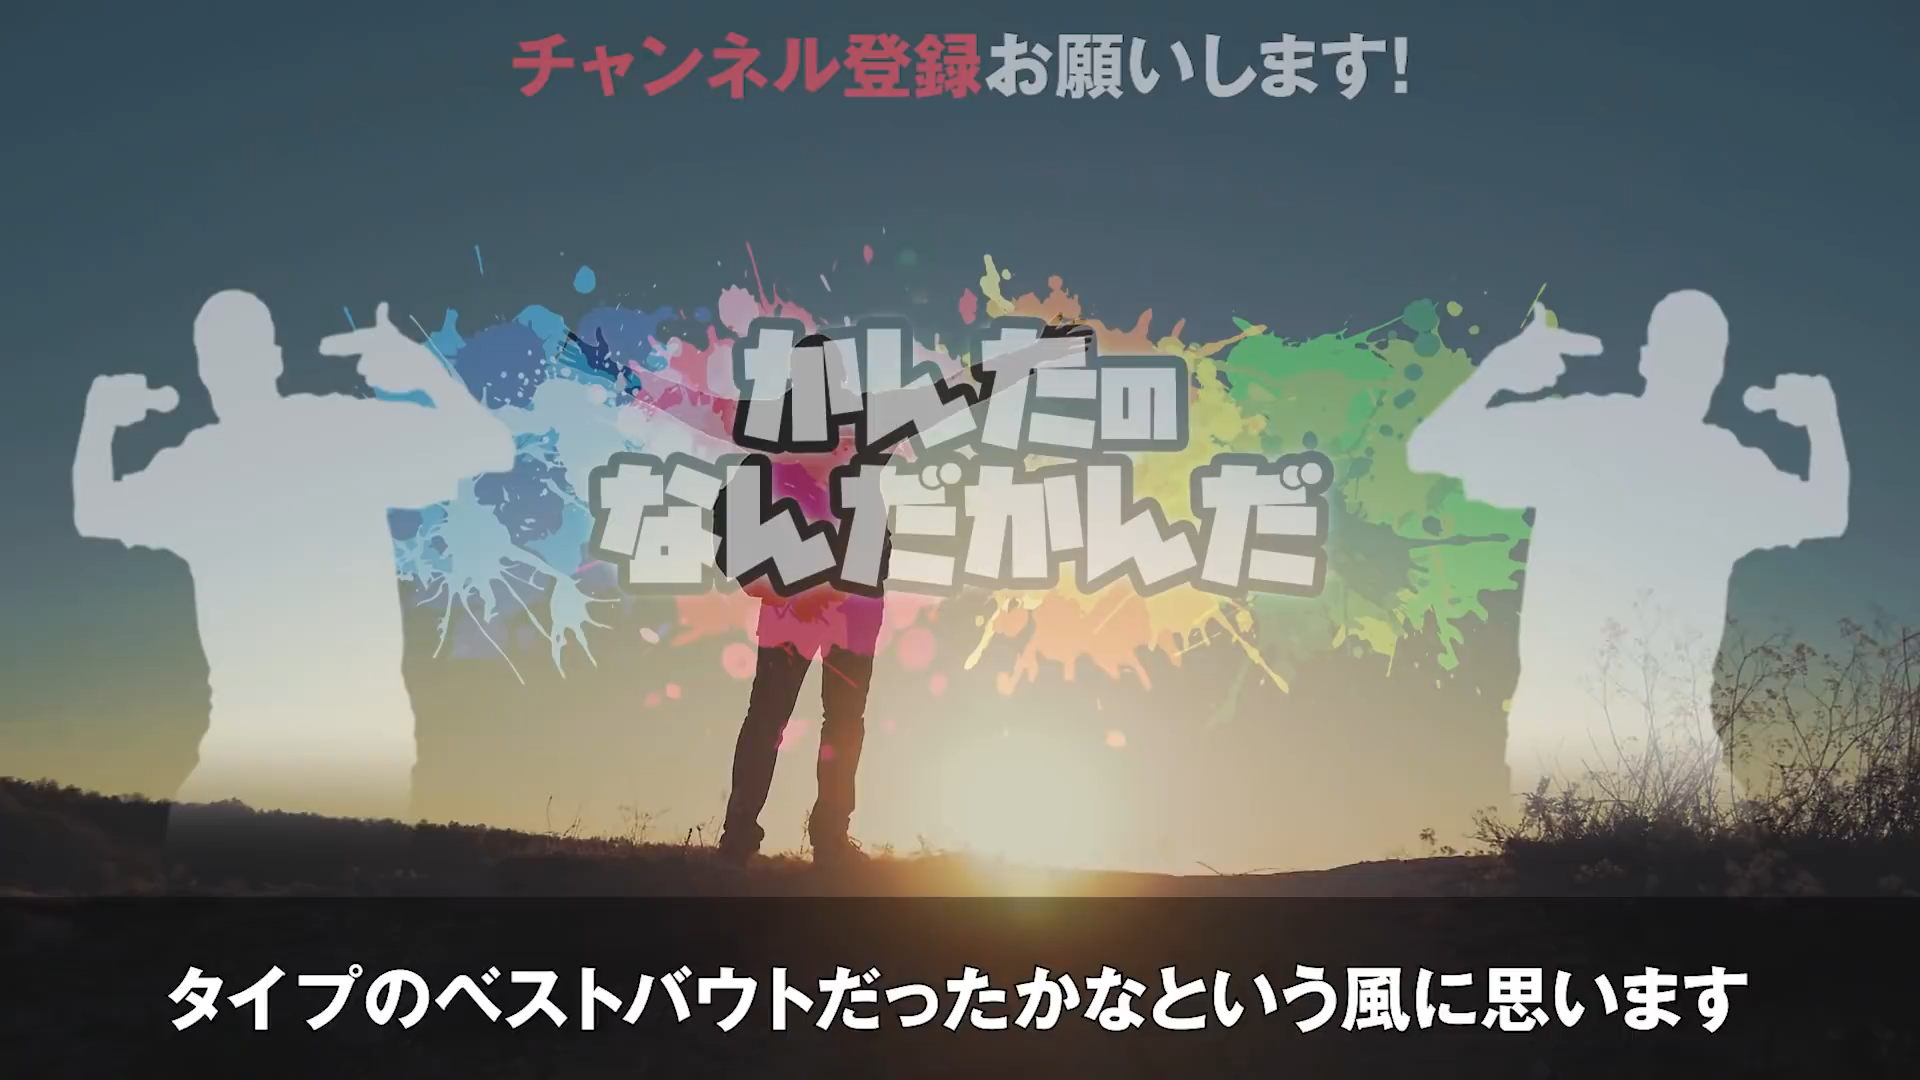 チャンネル登録お願いします!
かんたの
なんだかんだ
タイプのベストバウトだったかなという風に思います